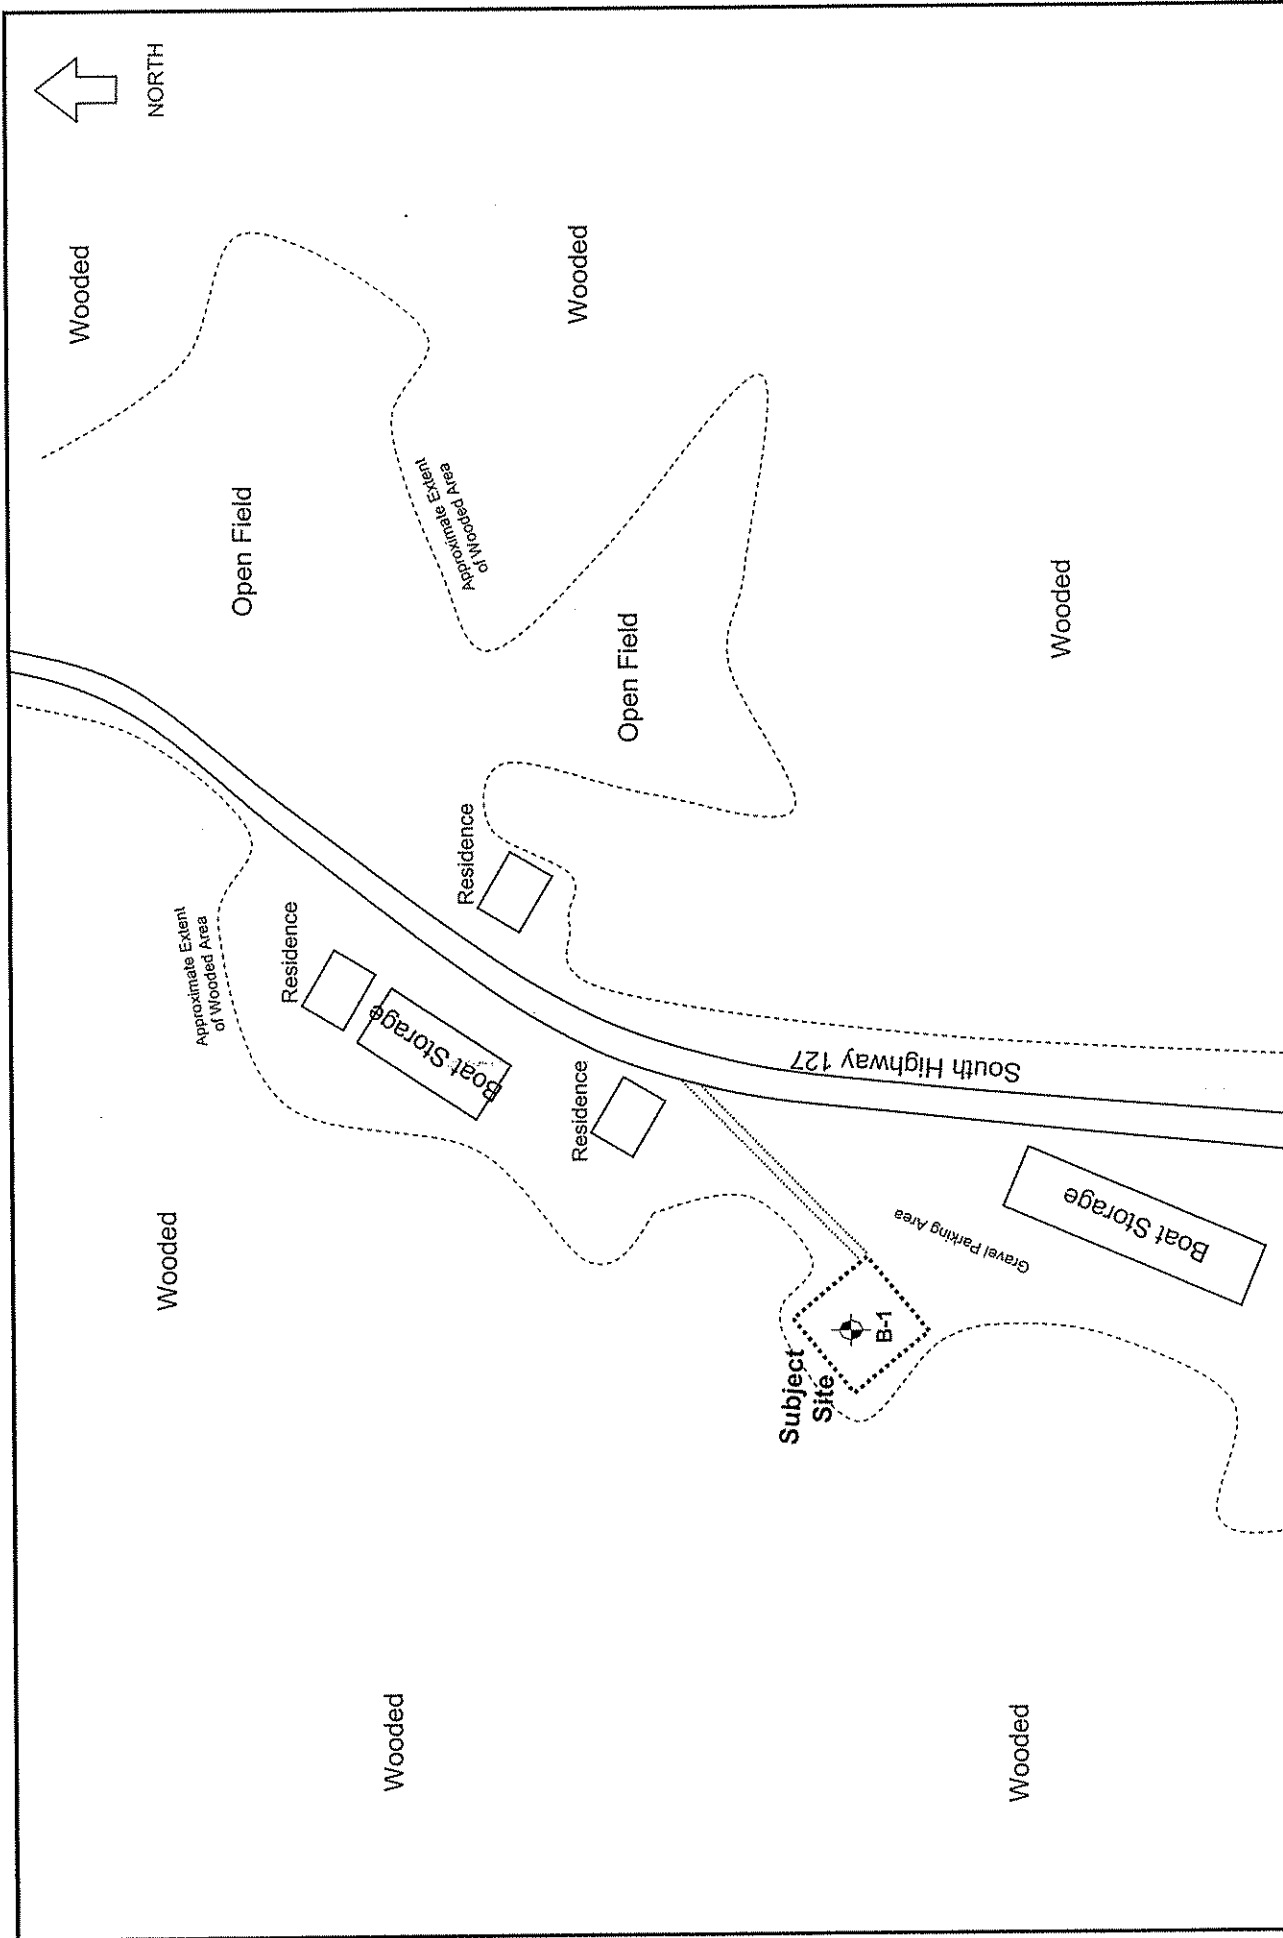 NORTH
Wooded
Wooded
Open Field
Approximate Extent
of Wooded Area
Open Field
Wooded
Residence
Residence
Approximate Extent
of Wooded Area
Boat Storage
Residence
South Highway 127
Wooded
Gravel Parking Area
Boat Storage
Subject
Site
B-1
Wooded
Wooded